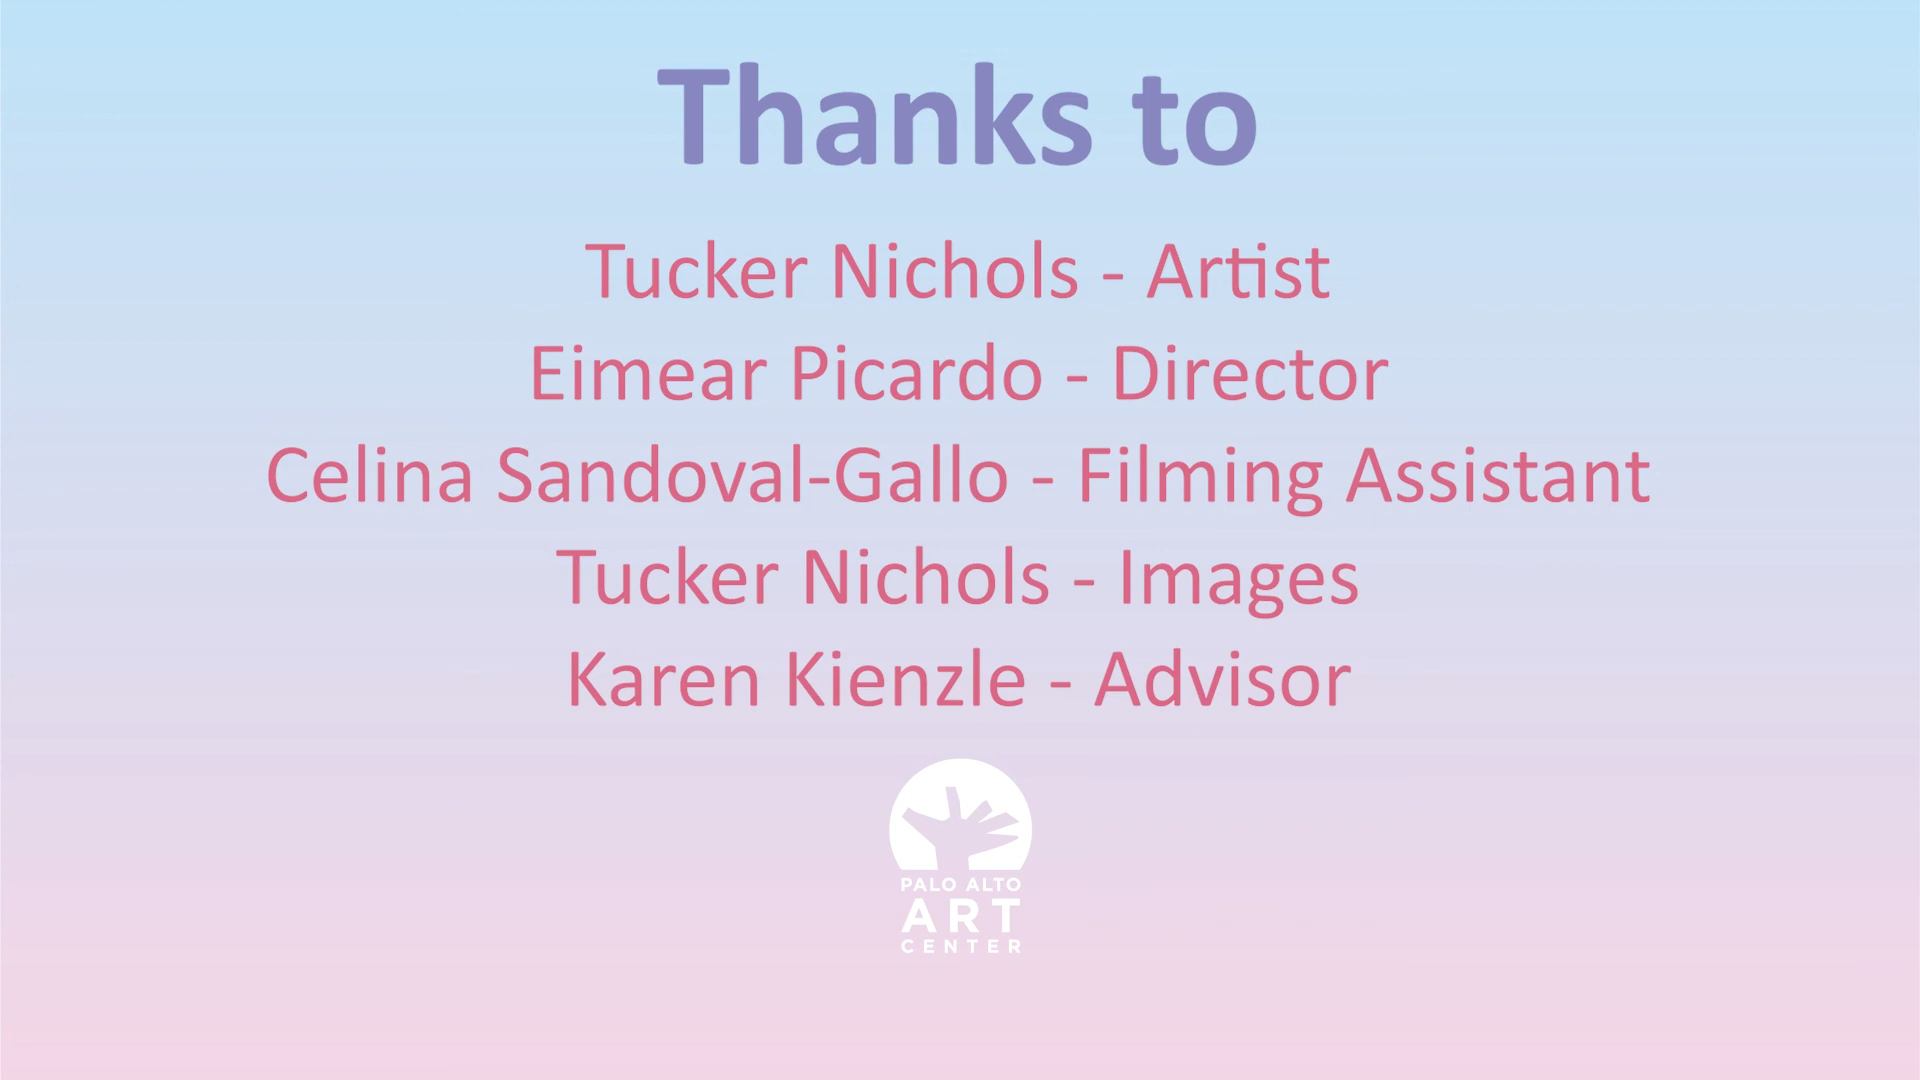 Thanks to
Tucker Nichols - Artist
Eimear Picardo - Director
Celina Sandoval-Gallo - Filming Assistant
Tucker Nichols - Images
Karen Kienzle - Advisor
PALO ALTO
ART
CENTER